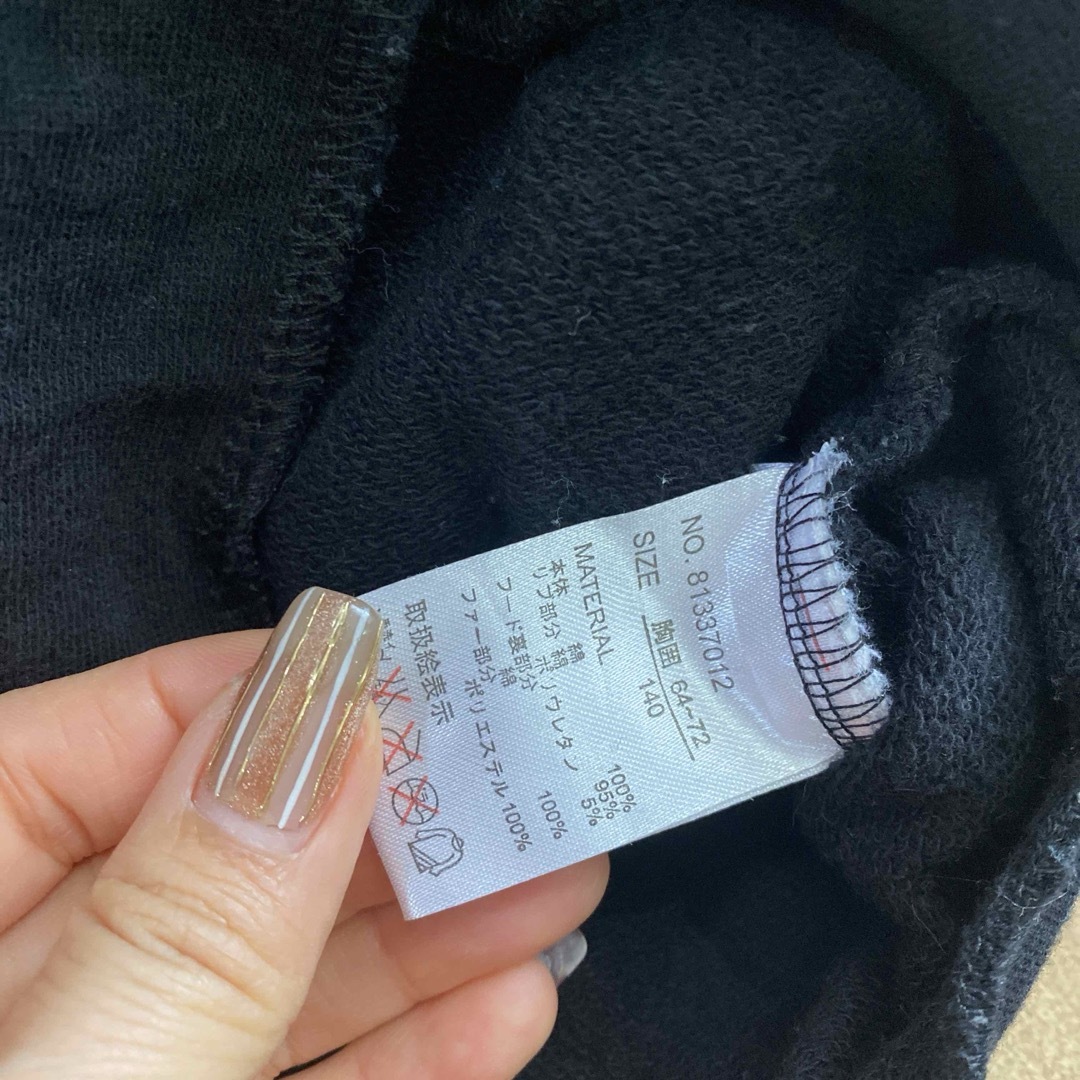 NO. 81337012
SIZE 胸囲 64~72
140
MATERIAL
本体 綿 100%
リブ部分 綿 95%
ポリウレタン 5%
フード裏部分
綿 100%
ファー部分
ポリエステル 100%
取扱絵表示